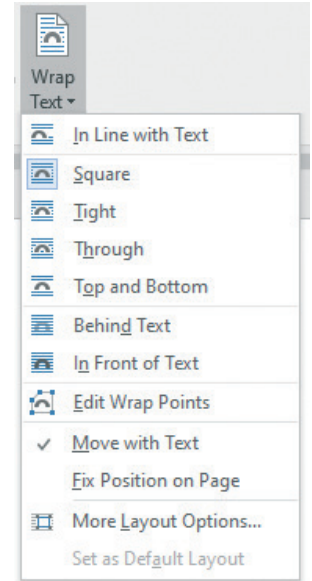 Wrap
Text
In Line with Text
Square
Tight
Through
Top and Bottom
Behind Text
In Front of Text
Edit Wrap Points
Move with Text
Fix Position on Page
More Layout Options...
Set as Default Layout